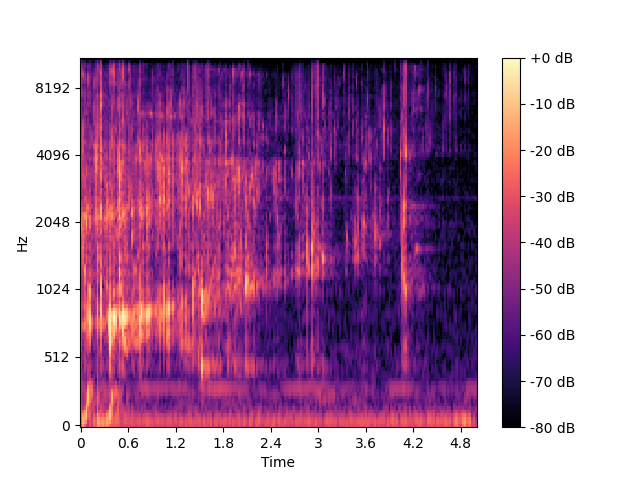 +0 dB
8192
-10 dB
4096
-20 dB
-30 dB
2048
Hz
-40 dB
1024
-50 dB
512
-60 dB
-70 dB
0
-80 dB
0 0.6 1.2 1.8 2.4 3 3.6 4.2 4.8
Time